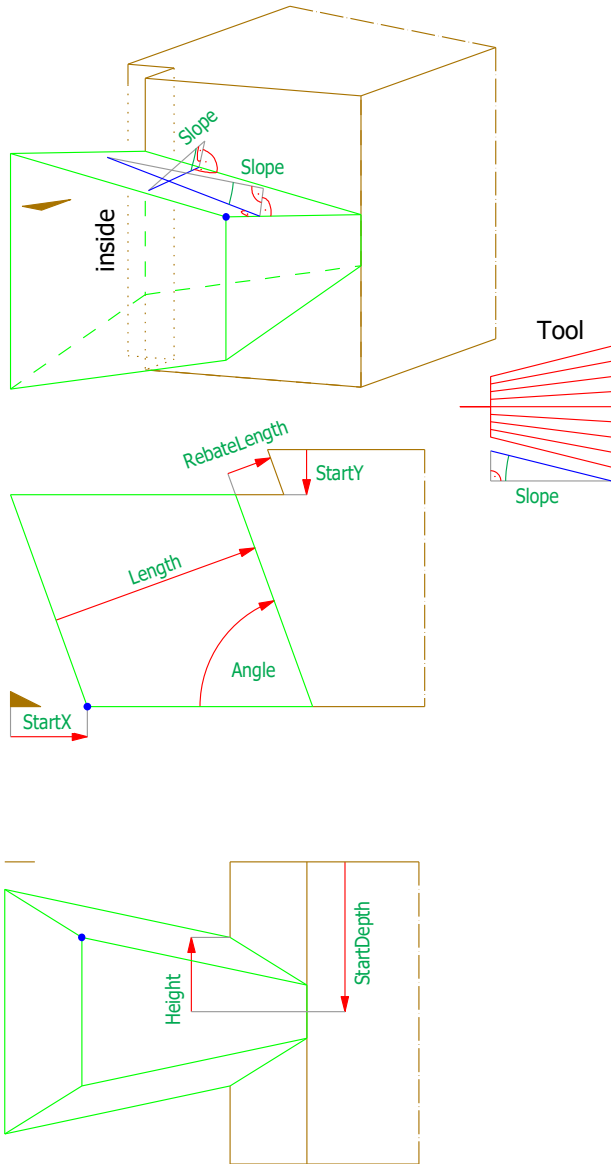 Slope
Slope
inside
Tool
Slope
RebateLength
StartY
Length
Angle
StartX
StartDepth
Height